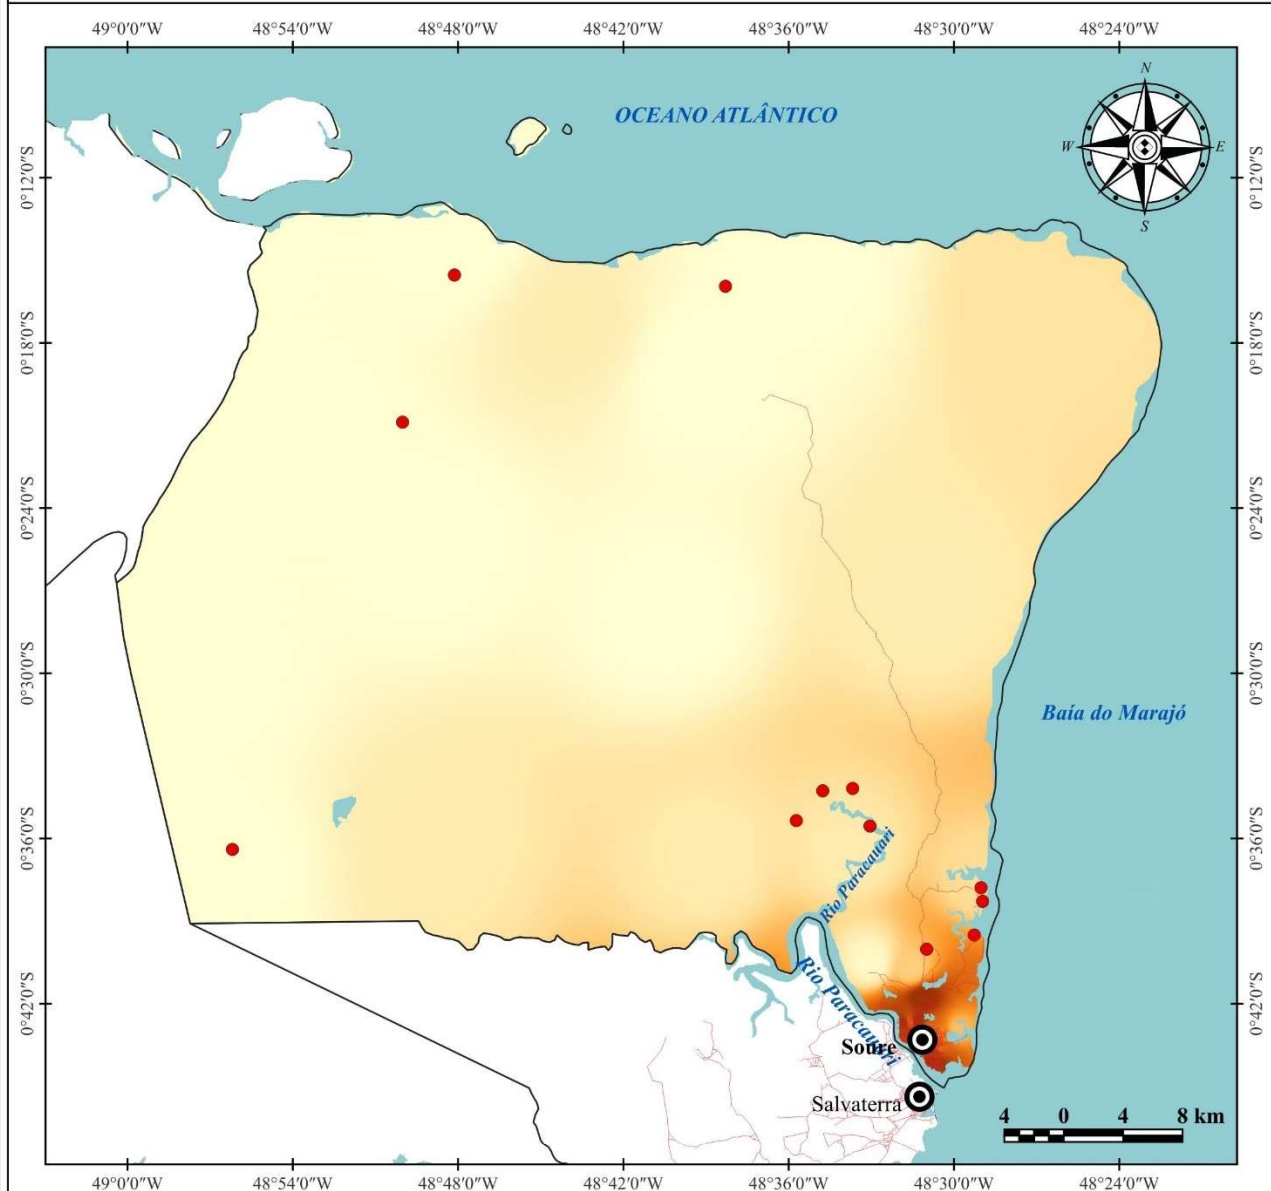 49°0'0"W 48°54'0"W 48°48'0"W 48°42'0"W 48°36'0"W 48°30'0"W 48°24'0"W
N
OCEANO ATLÂNTICO
W E
S
0°12'0"S 0°12'0"S
0°18'0"S 0°18'0"S
0°24'0"S 0°24'0"S
0°30'0"S 0°30'0"S
Baía do Marajó
0°36'0"S 0°36'0"S
Rio Paracauari
Rio Paracauari
0°42'0"S 0°42'0"S
Soure
Salvaterra
4 0 4 8 km
49°0'0"W 48°54'0"W 48°48'0"W 48°42'0"W 48°36'0"W 48°30'0"W 48°24'0"W